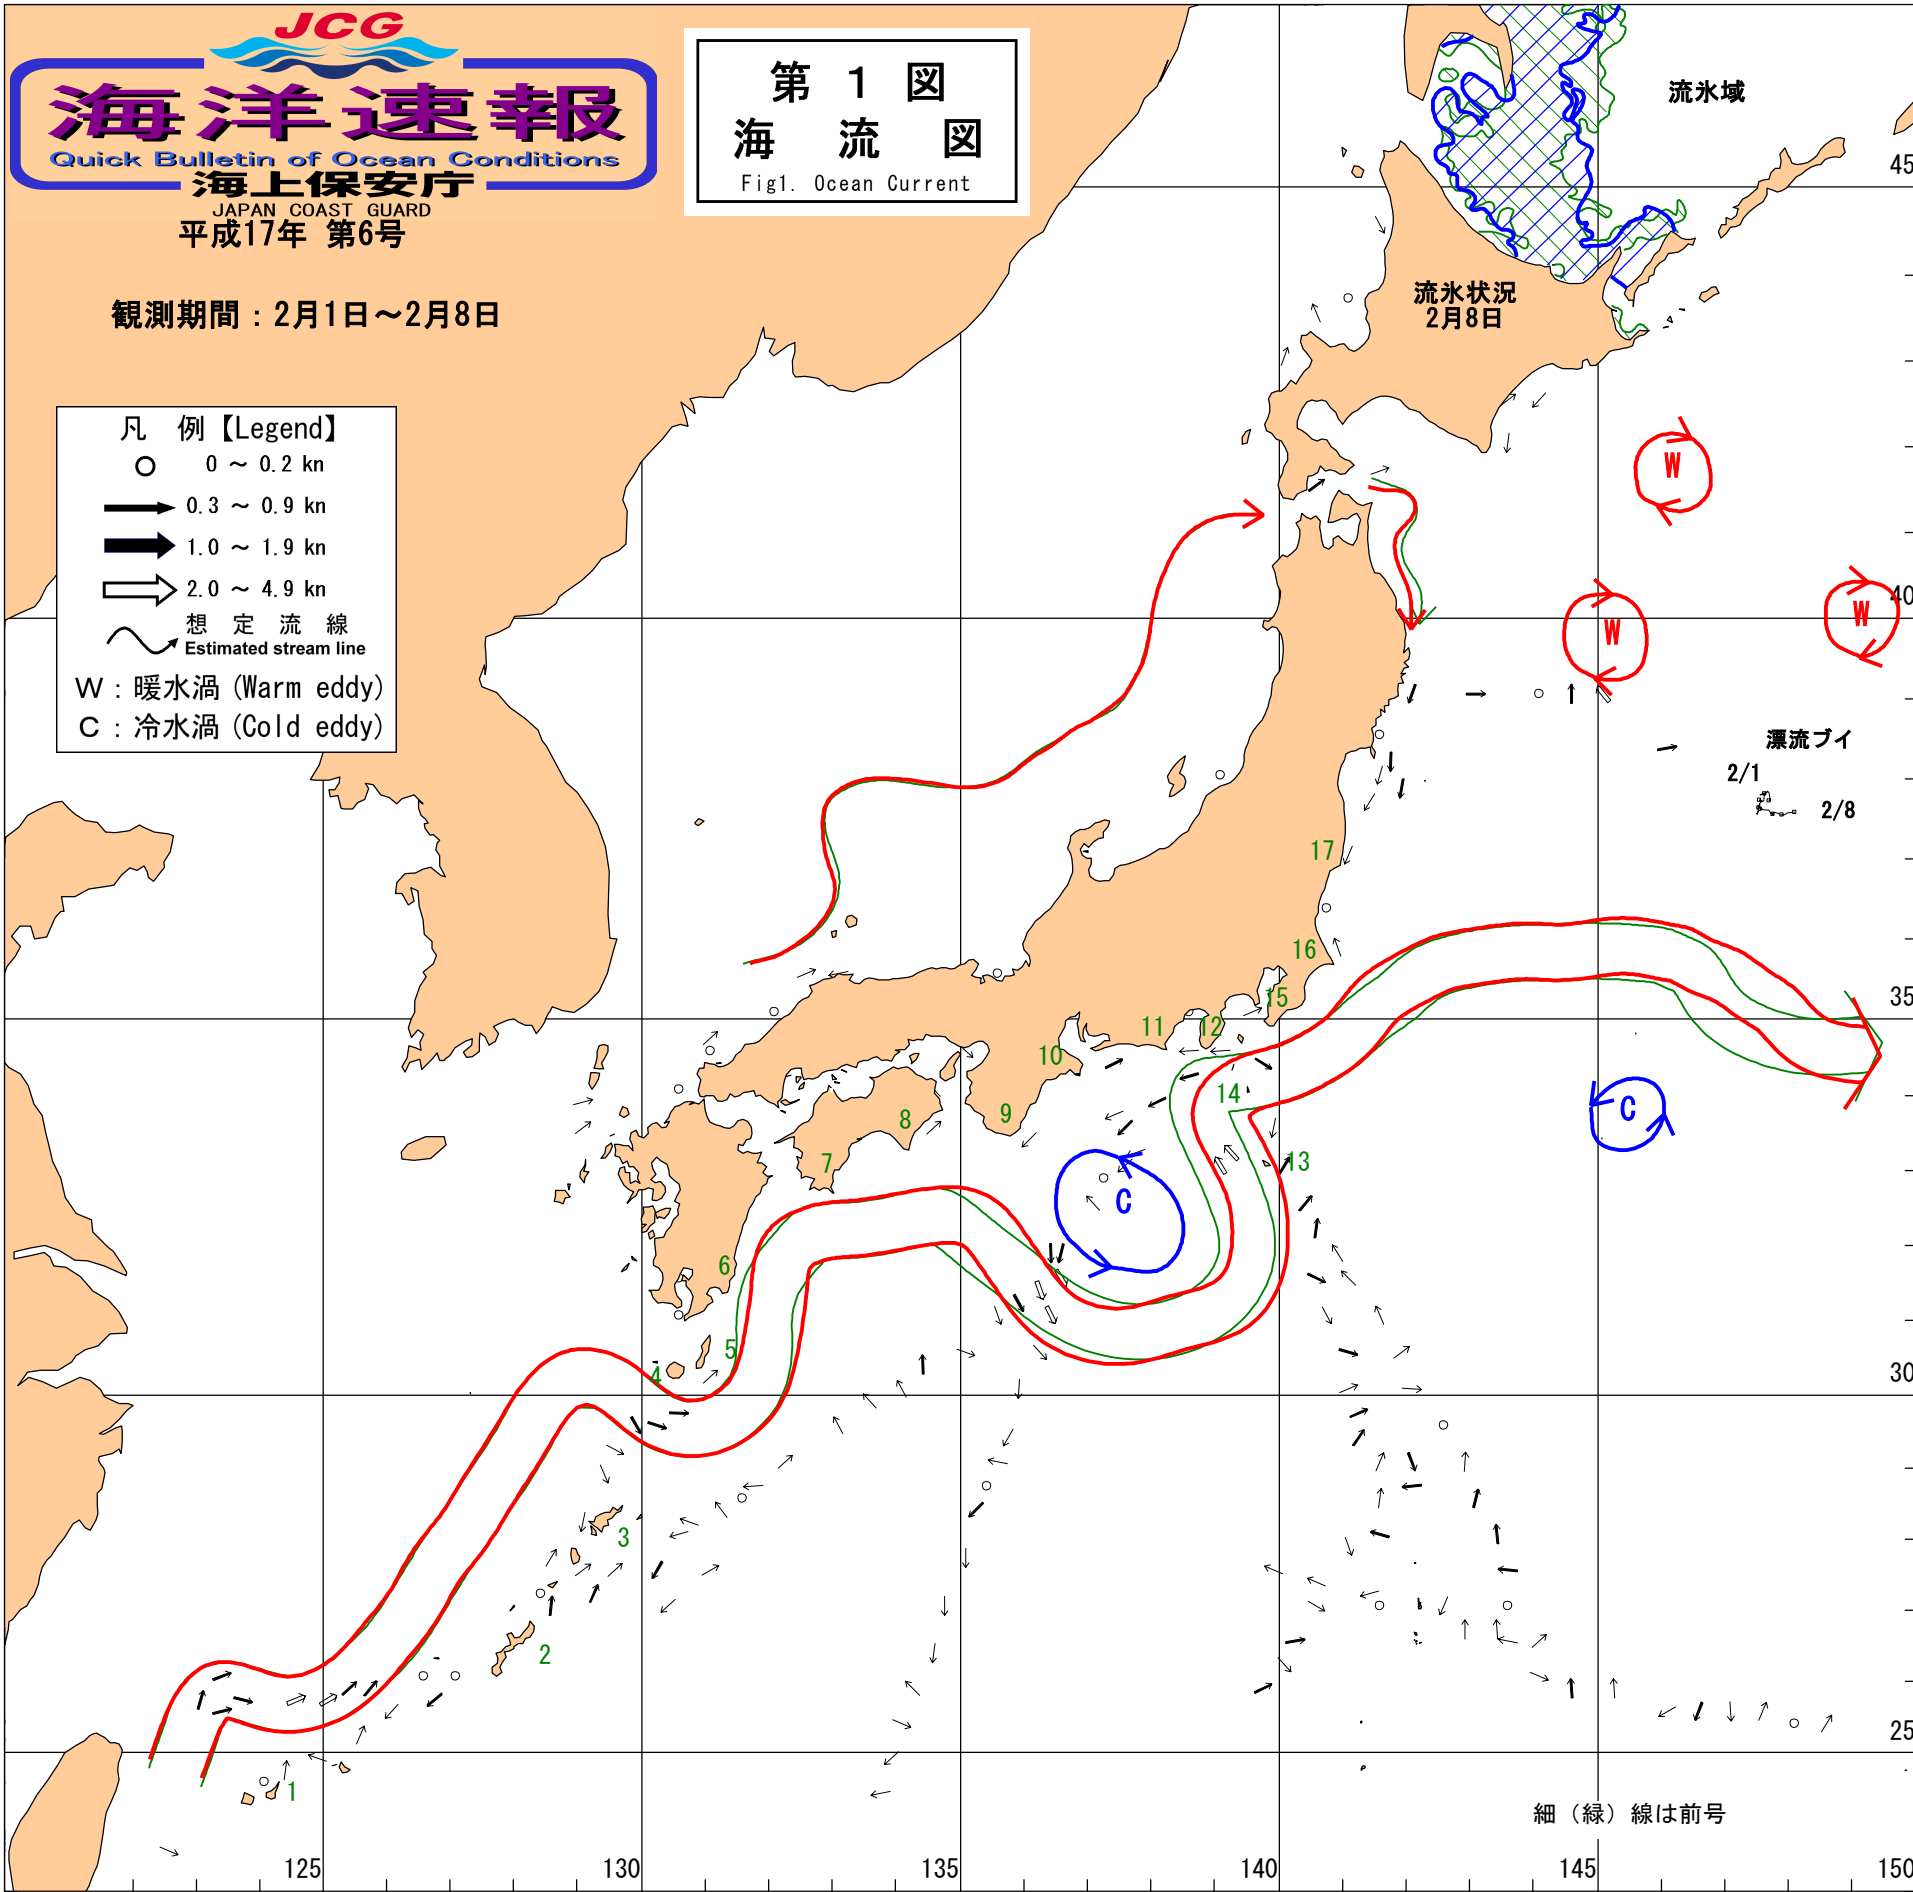 JCG
海洋速報
Quick Bulletin of Ocean Conditions
海上保安庁
JAPAN COAST GUARD
平成17年 第6号
観測期間：2月1日～2月8日
第 1 図
海 流 図
Fig1. Ocean Current
凡 例【Legend】
0 ～ 0.2 kn
0.3 ～ 0.9 kn
1.0 ～ 1.9 kn
2.0 ～ 4.9 kn
想 定 流 線
Estimated stream line
W：暖水渦(Warm eddy)
C：冷水渦(Cold eddy)
流氷域
45
流氷状況
2月8日
W
W
W
40
漂流ブイ
2/1
2/8
17
16
15
35
11
12
10
14
9
8
7
13
C
C
6
5
4
30
3
2
25
1
細（緑）線は前号
125
130
135
140
145
150